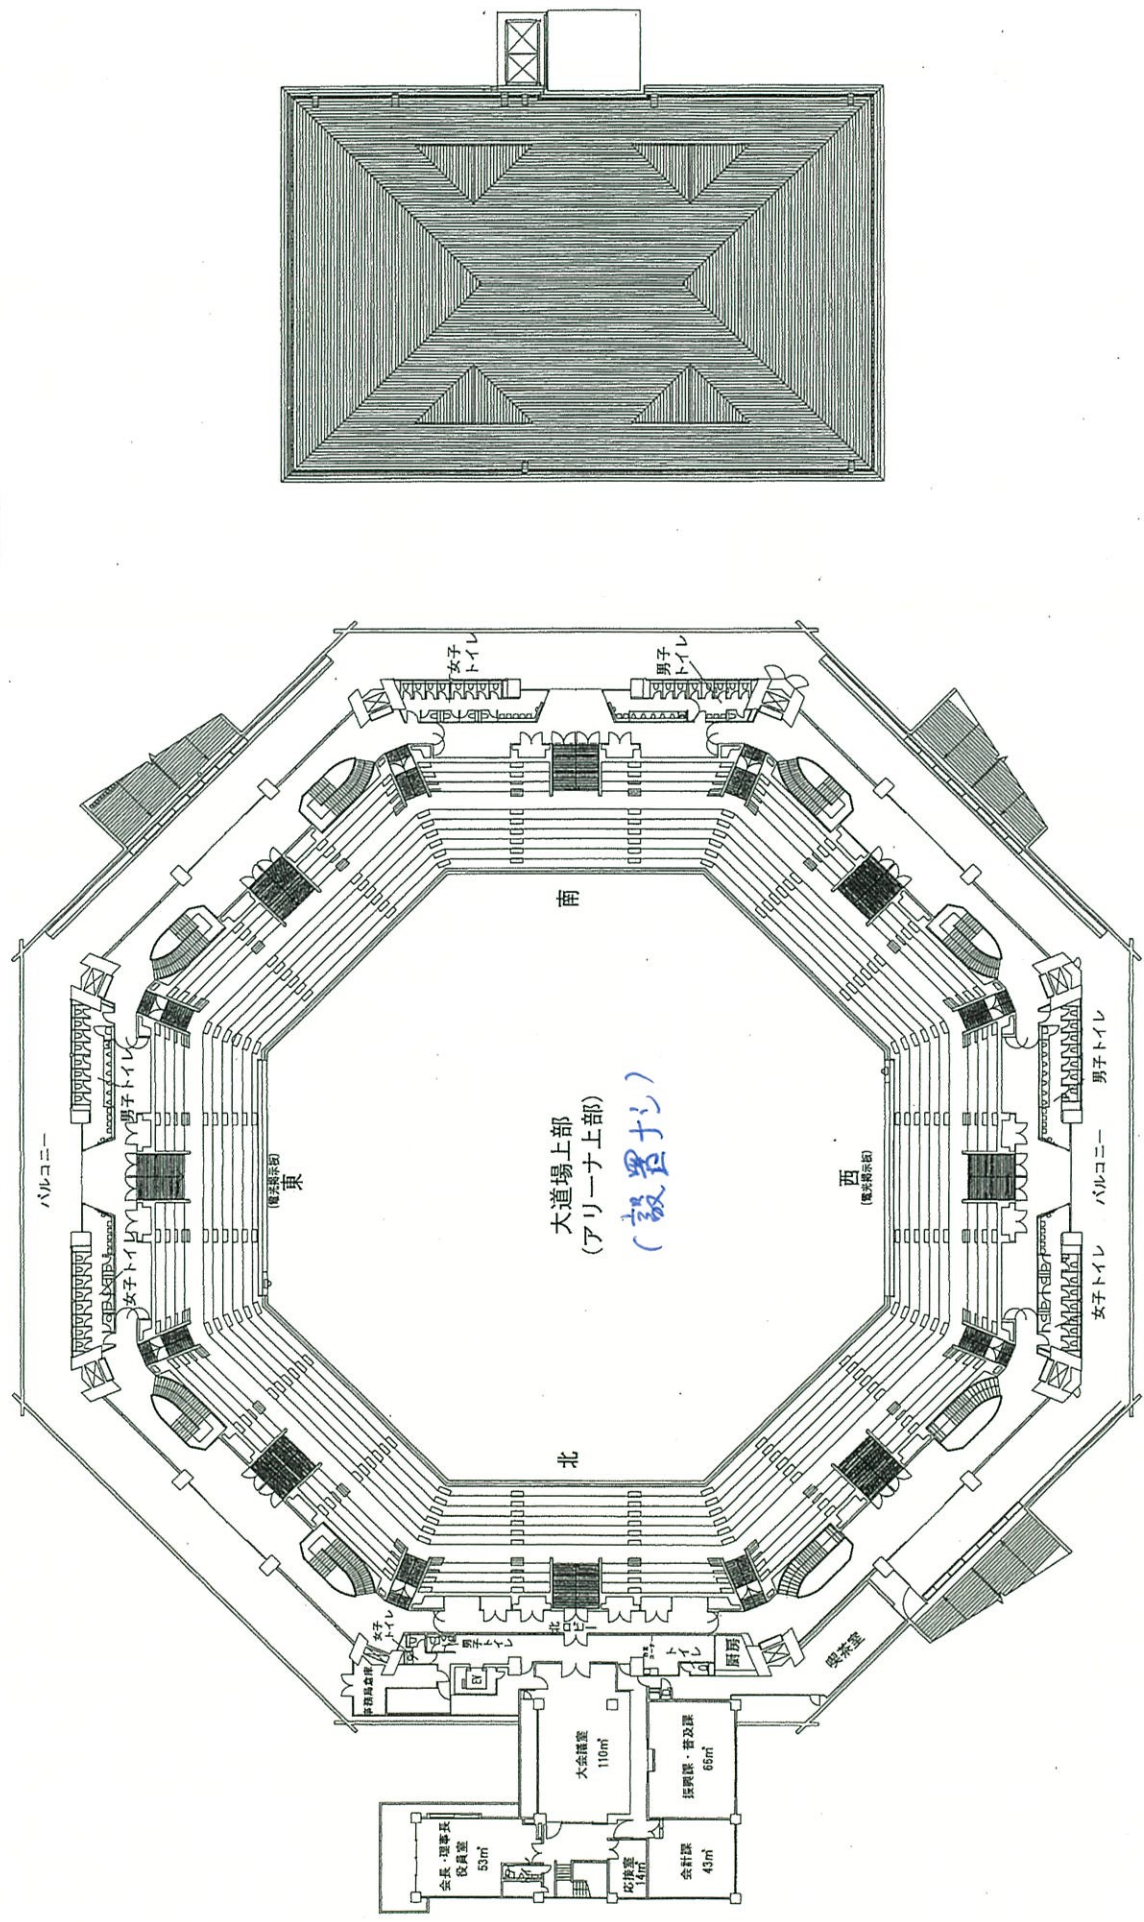 女子
トイレ
男子
トイレ
南
バルコニー
男子トイレ
女子トイレ
(電光掲示板)
東
大道場上部
(アリーナ上部)
(設置ナシ)
西
(電光掲示板)
男子トイレ
バルコニー
女子トイレ
北
北ロビー
女子
トイレ
男子
トイレ
事務局倉庫
EV
トイレ
厨房
喫茶室
大会議室
110㎡
振興課・普及課
65㎡
会長・理事長
役員室
53㎡
応接室
14㎡
会計課
43㎡